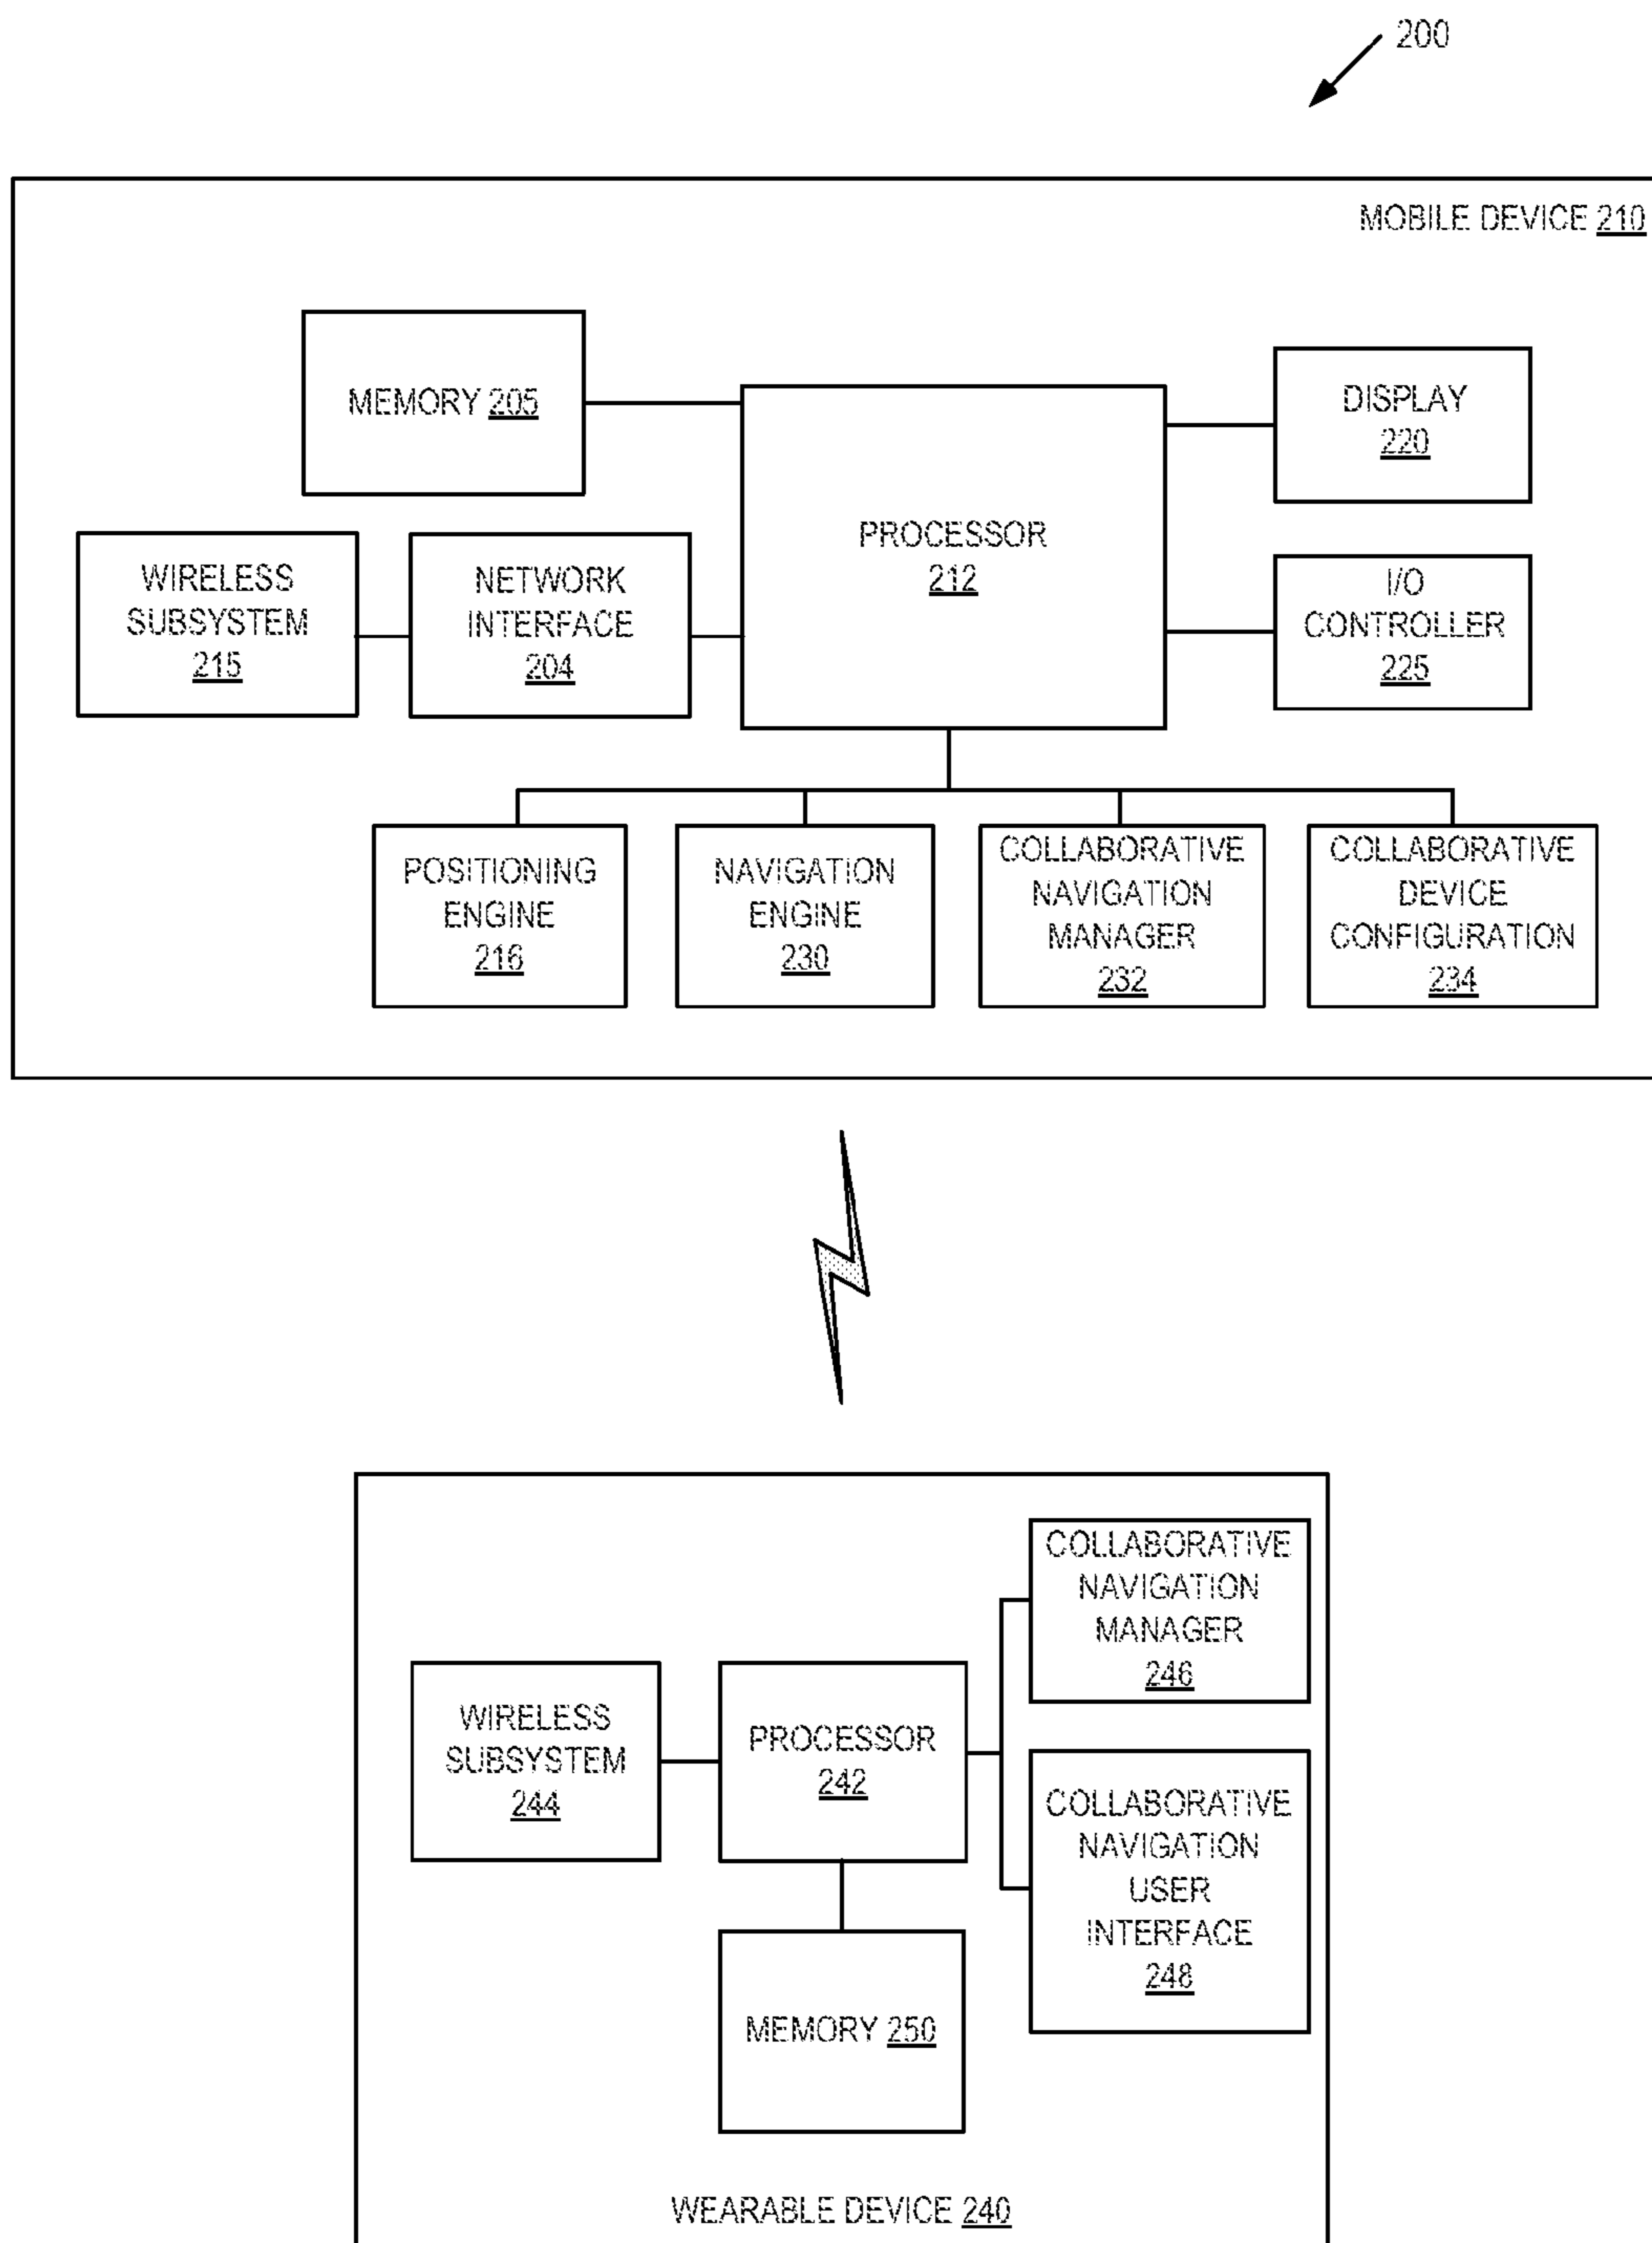 200
MOBILE DEVICE 210
MEMORY 205
DISPLAY
220
PROCESSOR
212
WIRELESS
SUBSYSTEM
215
NETWORK
INTERFACE
204
I/O
CONTROLLER
225
POSITIONING
ENGINE
216
NAVIGATION
ENGINE
230
COLLABORATIVE
NAVIGATION
MANAGER
232
COLLABORATIVE
DEVICE
CONFIGURATION
234
COLLABORATIVE
NAVIGATION
MANAGER
246
WIRELESS
SUBSYSTEM
244
PROCESSOR
242
COLLABORATIVE
NAVIGATION
USER
INTERFACE
248
MEMORY 250
WEARABLE DEVICE 240